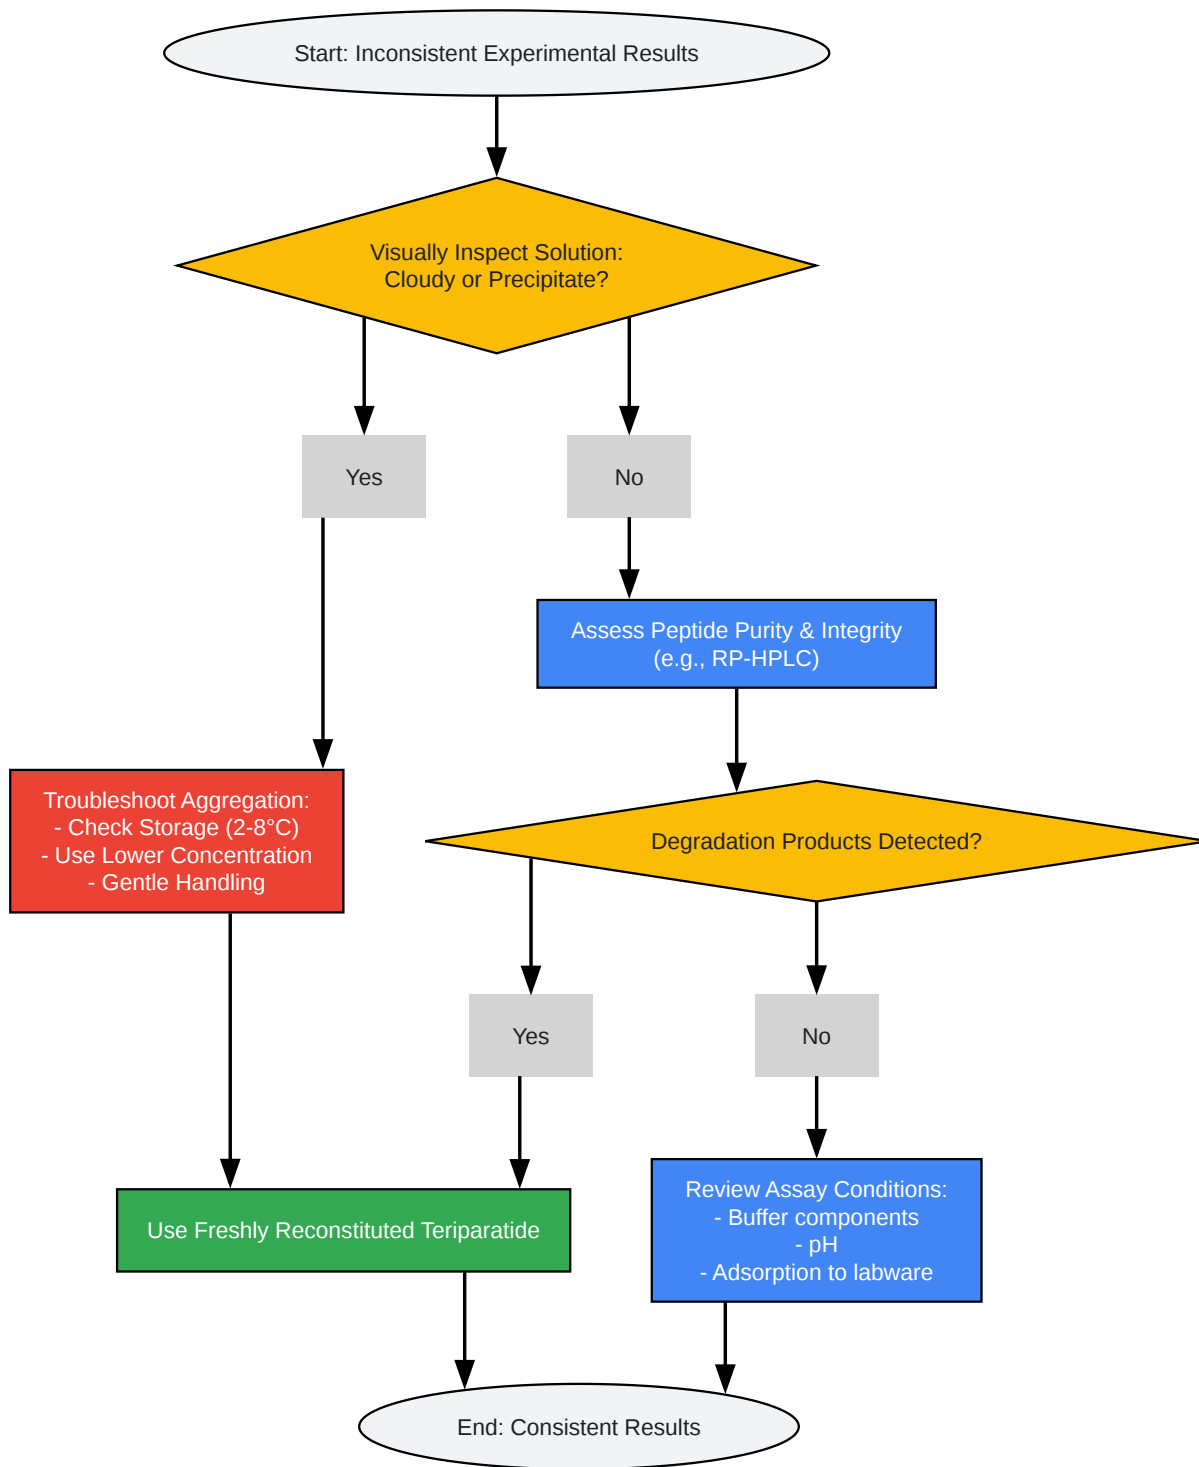 Start: Inconsistent Experimental Results
Visually Inspect Solution:
Cloudy or Precipitate?
Yes
No
Assess Peptide Purity & Integrity
(e.g., RP-HPLC)
Troubleshoot Aggregation:
- Check Storage (2-8°C)
- Use Lower Concentration
- Gentle Handling
Degradation Products Detected?
Yes
No
Use Freshly Reconstituted Teriparatide
Review Assay Conditions:
- Buffer components
- pH
- Adsorption to labware
End: Consistent Results